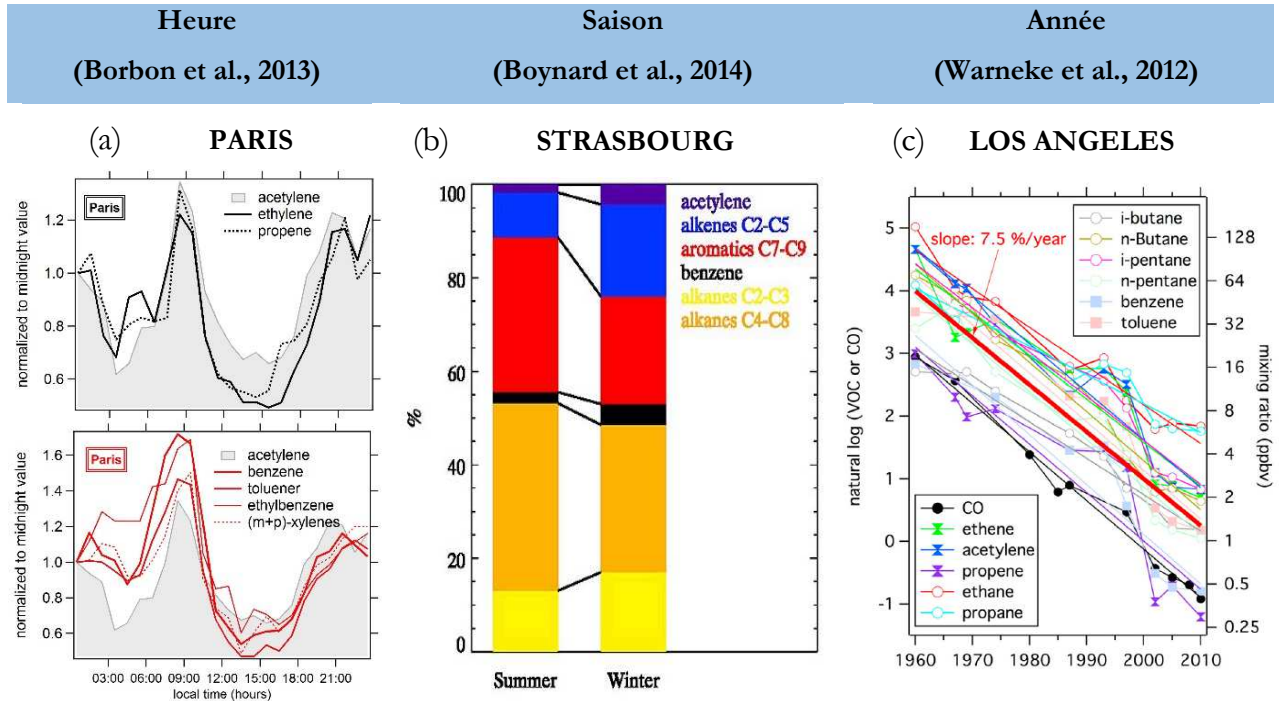 Heure
(Borbon et al., 2013)
Saison
(Boynard et al., 2014)
Année
(Warneke et al., 2012)
(a) PARIS
normalized to midnight value
1.2
1.0
0.8
0.6
Paris
acetylene
ethylene
propene
normalized to midnight value
1.6
1.4
1.2
1.0
0.8
0.6
Paris
acetylene
benzene
toluener
ethylbenzene
(m+p)-xylenes
03:00 06:00 09:00 12:00 15:00 18:00 21:00
local time (hours)
(b) STRASBOURG
%
100
80
60
40
20
0
Summer Winter
acetylene
alkenes C2-C5
aromatics C7-C9
benzene
alkanes C2-C3
alkanes C4-C8
(c) LOS ANGELES
natural log (VOC or CO)
5
4
3
2
1
0
-1
slope: 7.5 %/year
i-butane
n-Butane
i-pentane
n-pentane
benzene
toluene
CO
ethene
acetylene
propene
ethane
propane
128
64
32
16
8
4
2
1
0.5
0.25
mixing ratio (ppbv)
1960 1970 1980 1990 2000 2010